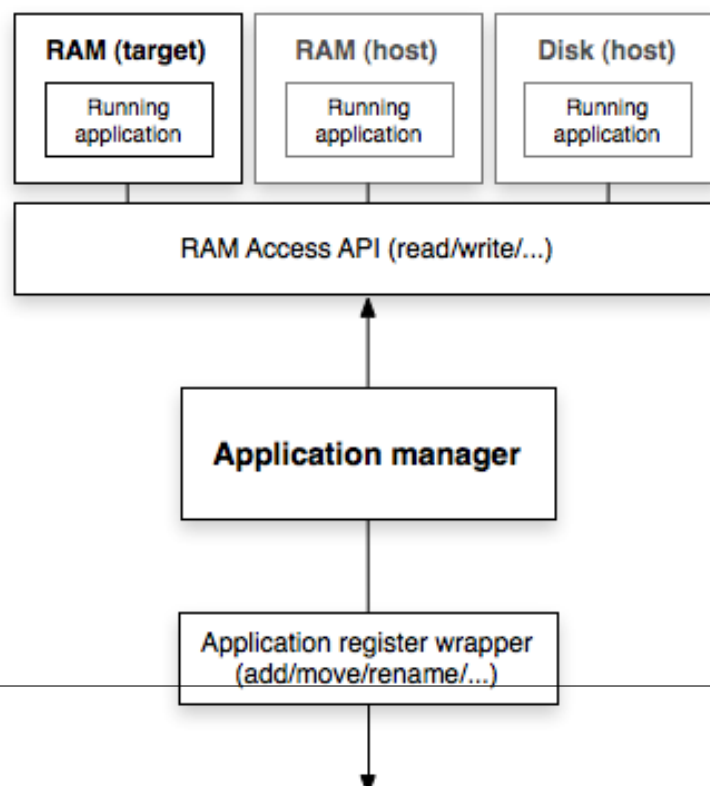 RAM (target)
Running
application
RAM (host)
Running
application
Disk (host)
Running
application
RAM Access API (read/write/...)
Application manager
Application register wrapper
(add/move/rename/...)